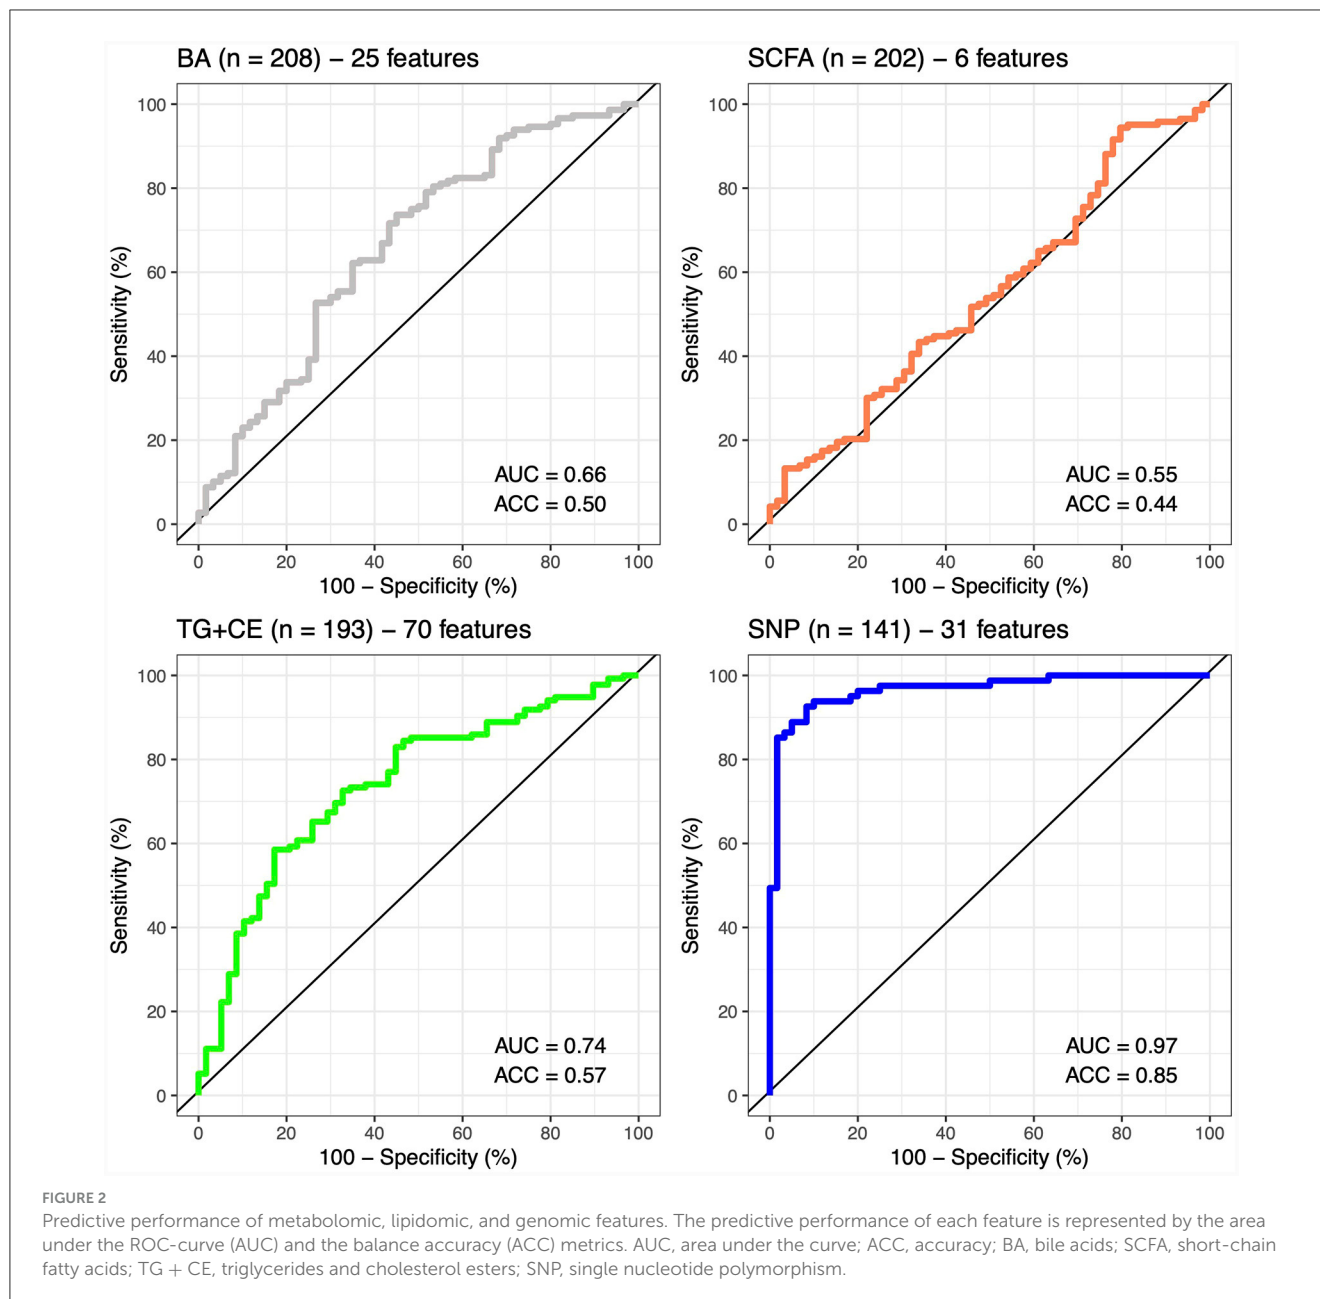 BA (n = 208) – 25 features
100
80
60
40
20
0
Sensitivity (%)
AUC = 0.66
ACC = 0.50
0 20 40 60 80 100
100 – Specificity (%)
SCFA (n = 202) – 6 features
100
80
60
40
20
0
Sensitivity (%)
AUC = 0.55
ACC = 0.44
0 20 40 60 80 100
100 – Specificity (%)
TG+CE (n = 193) – 70 features
100
80
60
40
20
0
Sensitivity (%)
AUC = 0.74
ACC = 0.57
0 20 40 60 80 100
100 – Specificity (%)
SNP (n = 141) – 31 features
100
80
60
40
20
0
Sensitivity (%)
AUC = 0.97
ACC = 0.85
0 20 40 60 80 100
100 – Specificity (%)
FIGURE 2
Predictive performance of metabolomic, lipidomic, and genomic features. The predictive performance of each feature is represented by the area
under the ROC-curve (AUC) and the balance accuracy (ACC) metrics. AUC, area under the curve; ACC, accuracy; BA, bile acids; SCFA, short-chain
fatty acids; TG + CE, triglycerides and cholesterol esters; SNP, single nucleotide polymorphism.